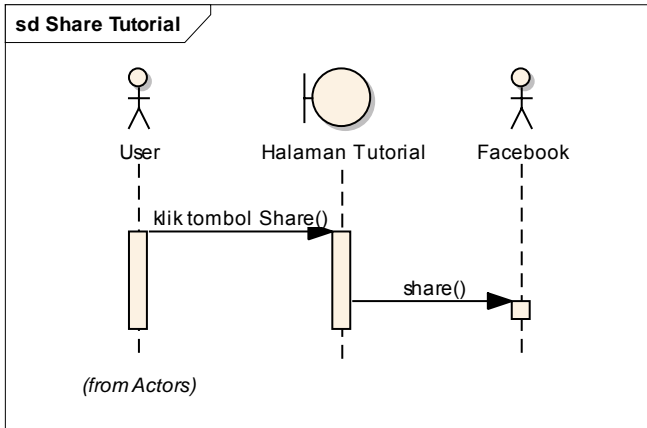 sd Share Tutorial
User
Halaman Tutorial
Facebook
klik tombol Share()
share()
(from Actors)